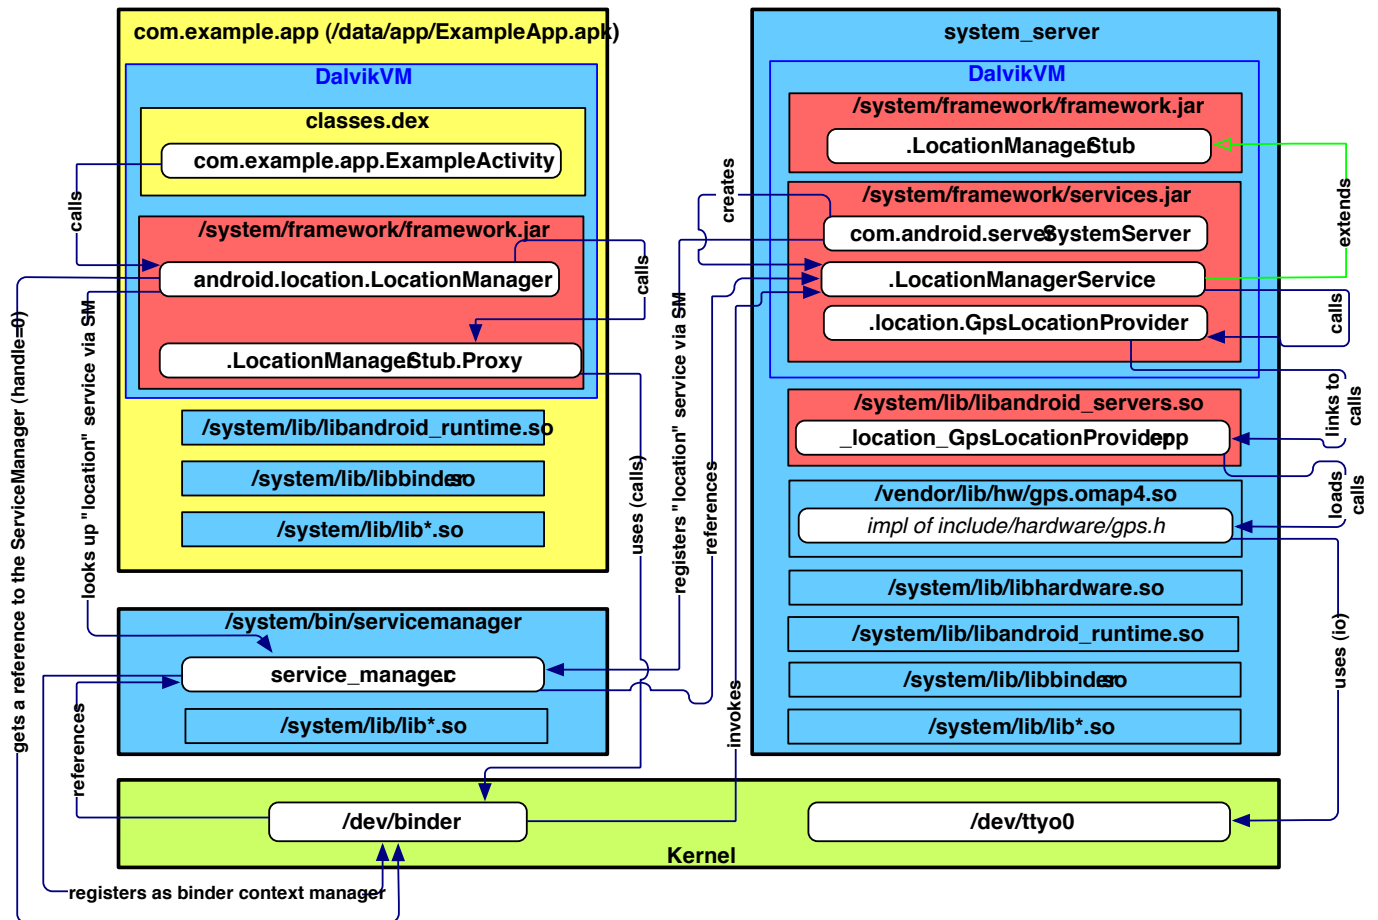 com.example.app (/data/app/ExampleApp.apk)
DalvikVM
classes.dex
com.example.app.ExampleActivity
calls
/system/framework/framework.jar
android.location.LocationManager
calls
.LocationManager.Stub.Proxy
/system/lib/libandroid_runtime.so
/system/lib/libbinder.so
/system/lib/lib*.so
gets a reference to the ServiceManager (handle=0)
looks up "location" service via SM
uses (calls)
registers "location" service via SM
references
creates
invokes
/system/bin/servicemanager
service_manager.c
/system/lib/lib*.so
references
system_server
DalvikVM
/system/framework/framework.jar
.LocationManager.Stub
/system/framework/services.jar
com.android.server.SystemServer
.LocationManagerService
.location.GpsLocationProvider
extends
calls
/system/lib/libandroid_servers.so
_location_GpsLocationProvider.cpp
links to
calls
/vendor/lib/hw/gps.omap4.so
impl of include/hardware/gps.h
loads
calls
/system/lib/libhardware.so
/system/lib/libandroid_runtime.so
/system/lib/libbinder.so
/system/lib/lib*.so
uses (io)
/dev/binder
/dev/ttyo0
Kernel
registers as binder context manager